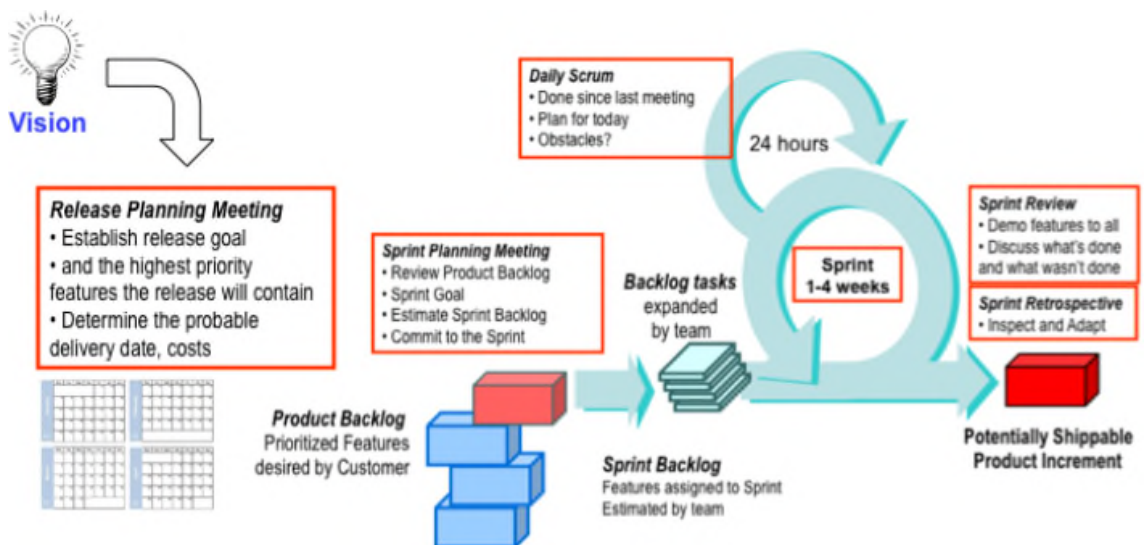 Vision
Release Planning Meeting
• Establish release goal
• and the highest priority
features the release will contain
• Determine the probable
delivery date, costs
Sprint Planning Meeting
• Review Product Backlog
• Sprint Goal
• Estimate Sprint Backlog
• Commit to the Sprint
Product Backlog
Prioritized Features
desired by Customer
Backlog tasks
expanded
by team
Sprint Backlog
Features assigned to Sprint
Estimated by team
Daily Scrum
• Done since last meeting
• Plan for today
• Obstacles?
24 hours
Sprint
1-4 weeks
Sprint Review
• Demo features to all
• Discuss what's done
and what wasn't done
Sprint Retrospective
• Inspect and Adapt
Potentially Shippable
Product Increment